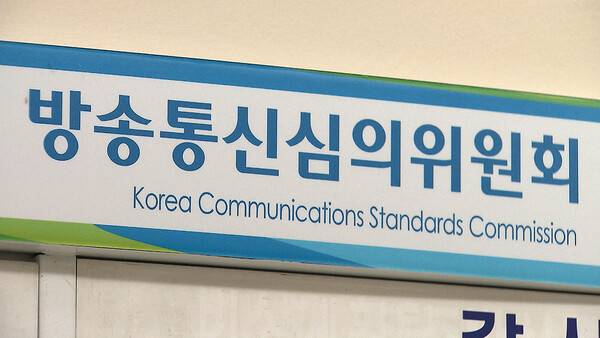 방송통신심의위원회
Korea Communications Standards Commission